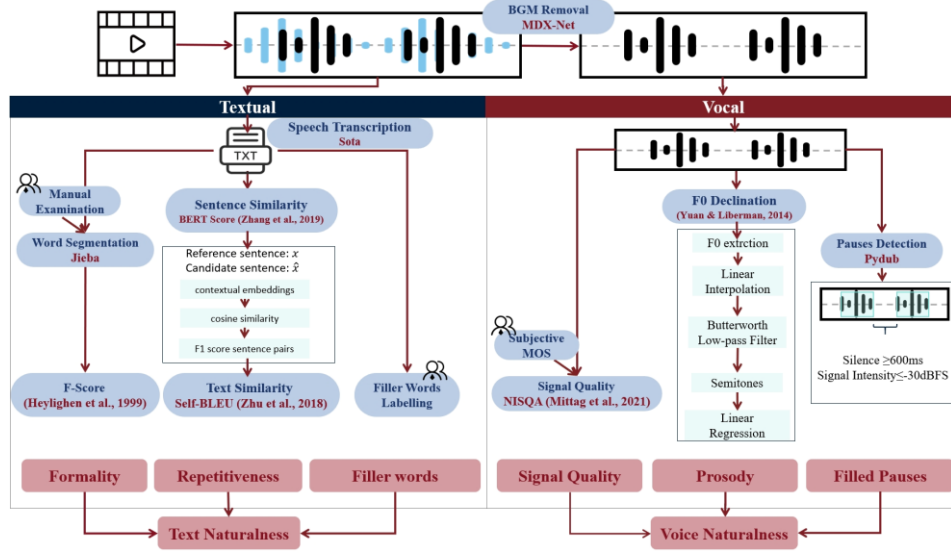 BGM Removal
MDX-Net
Textual
Vocal
Speech Transcription
Sota
TXT
Manual
Examination
Word Segmentation
Jieba
Sentence Similarity
BERT Score (Zhang et al., 2019)
Reference sentence: x
Candidate sentence: x̂
contextual embeddings
cosine similarity
F1 score sentence pairs
F-Score
(Heylighen et al., 1999)
Text Similarity
Self-BLEU (Zhu et al., 2018)
Filler Words
Labelling
F0 Declination
(Yuan & Liberman, 2014)
F0 extrction
Linear
Interpolation
Butterworth
Low-pass Filter
Semitones
Linear
Regression
Pauses Detection
Pydub
Silence ≥600ms
Signal Intensity≤-30dBFS
Subjective
MOS
Signal Quality
NISQA (Mittag et al., 2021)
Formality
Repetitiveness
Filler words
Text Naturalness
Signal Quality
Prosody
Filled Pauses
Voice Naturalness